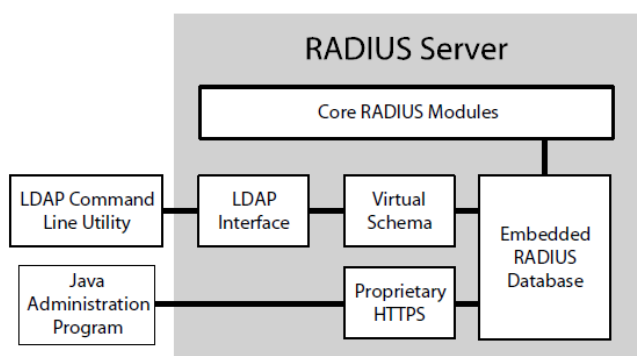 RADIUS Server
Core RADIUS Modules
LDAP Command
Line Utility
LDAP
Interface
Virtual
Schema
Embedded
RADIUS
Database
Java
Administration
Program
Proprietary
HTTPS